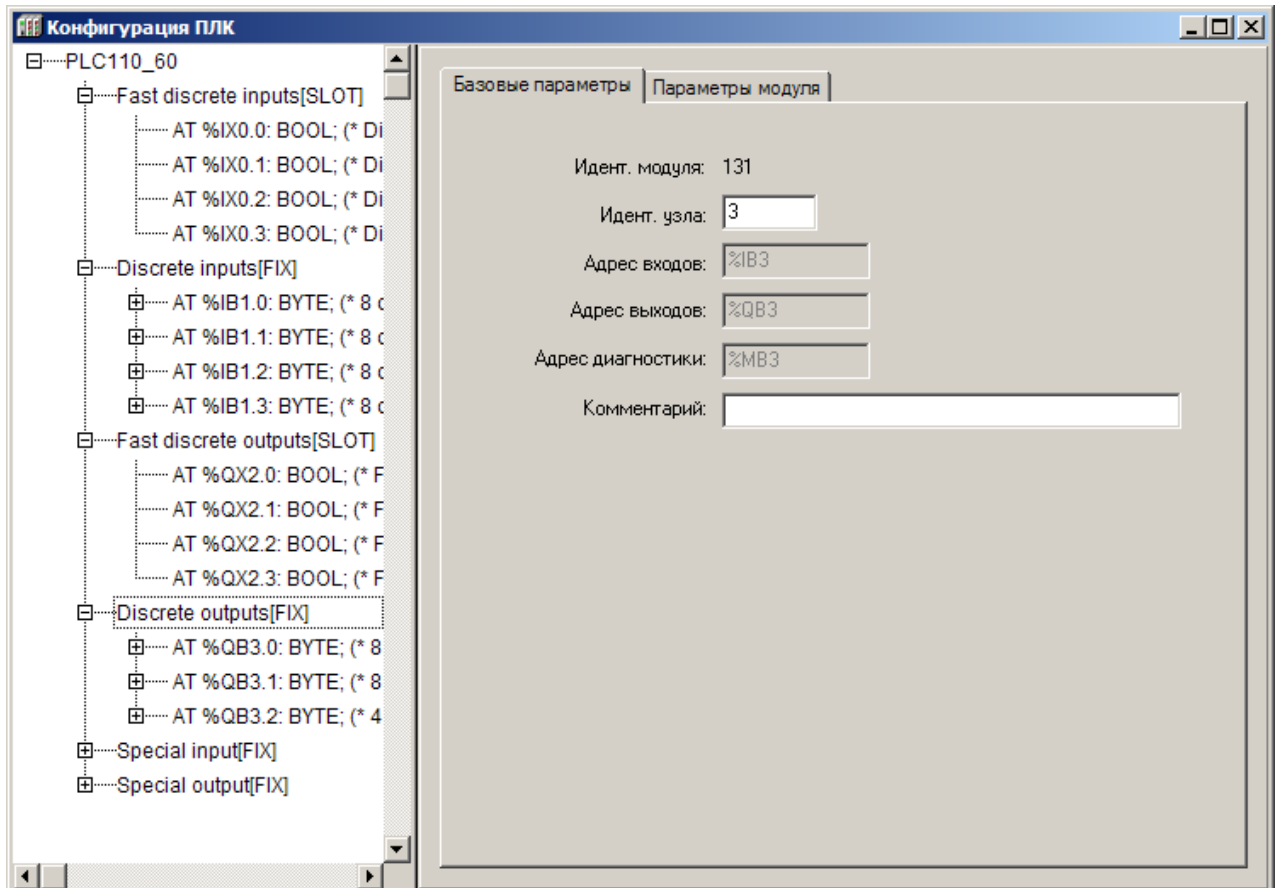 Конфигурация ПЛК
PLC110_60
Fast discrete inputs[SLOT]
AT %IX0.0: BOOL; (* Di
AT %IX0.1: BOOL; (* Di
AT %IX0.2: BOOL; (* Di
AT %IX0.3: BOOL; (* Di
Discrete inputs[FIX]
AT %IB1.0: BYTE; (* 8 d
AT %IB1.1: BYTE; (* 8 d
AT %IB1.2: BYTE; (* 8 d
AT %IB1.3: BYTE; (* 8 d
Fast discrete outputs[SLOT]
AT %QX2.0: BOOL; (* F
AT %QX2.1: BOOL; (* F
AT %QX2.2: BOOL; (* F
AT %QX2.3: BOOL; (* F
Discrete outputs[FIX]
AT %QB3.0: BYTE; (* 8
AT %QB3.1: BYTE; (* 8
AT %QB3.2: BYTE; (* 4
Special input[FIX]
Special output[FIX]
Базовые параметры Параметры модуля
Идент. модуля: 131
Идент. узла: 3
Адрес входов: %IB3
Адрес выходов: %QB3
Адрес диагностики: %MB3
Комментарий: